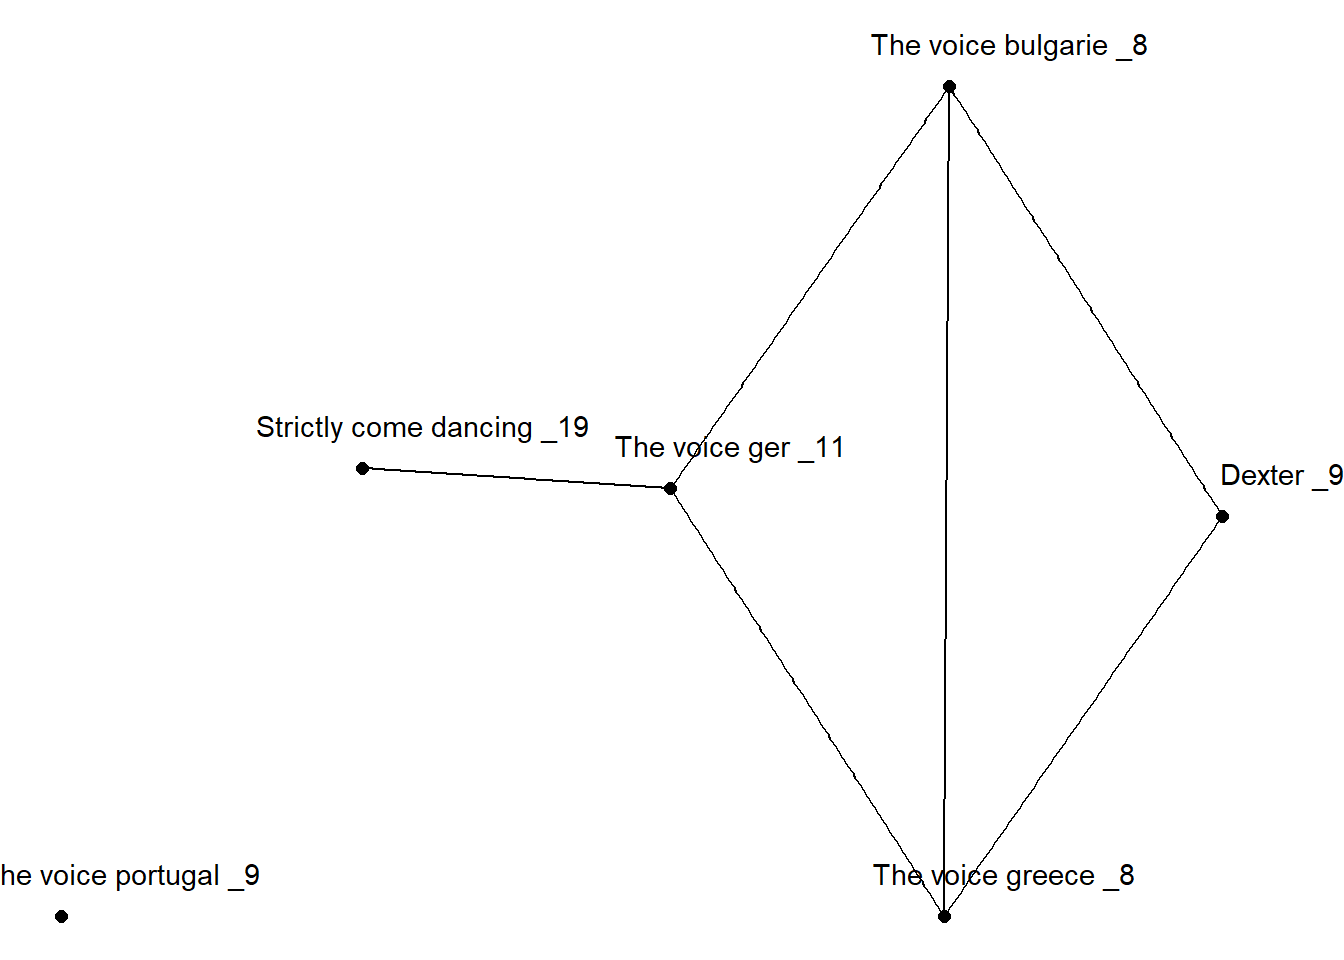 The voice bulgarie _8
Strictly come dancing _19
The voice ger _11
Dexter _9
he voice portugal _9
The voice greece _8